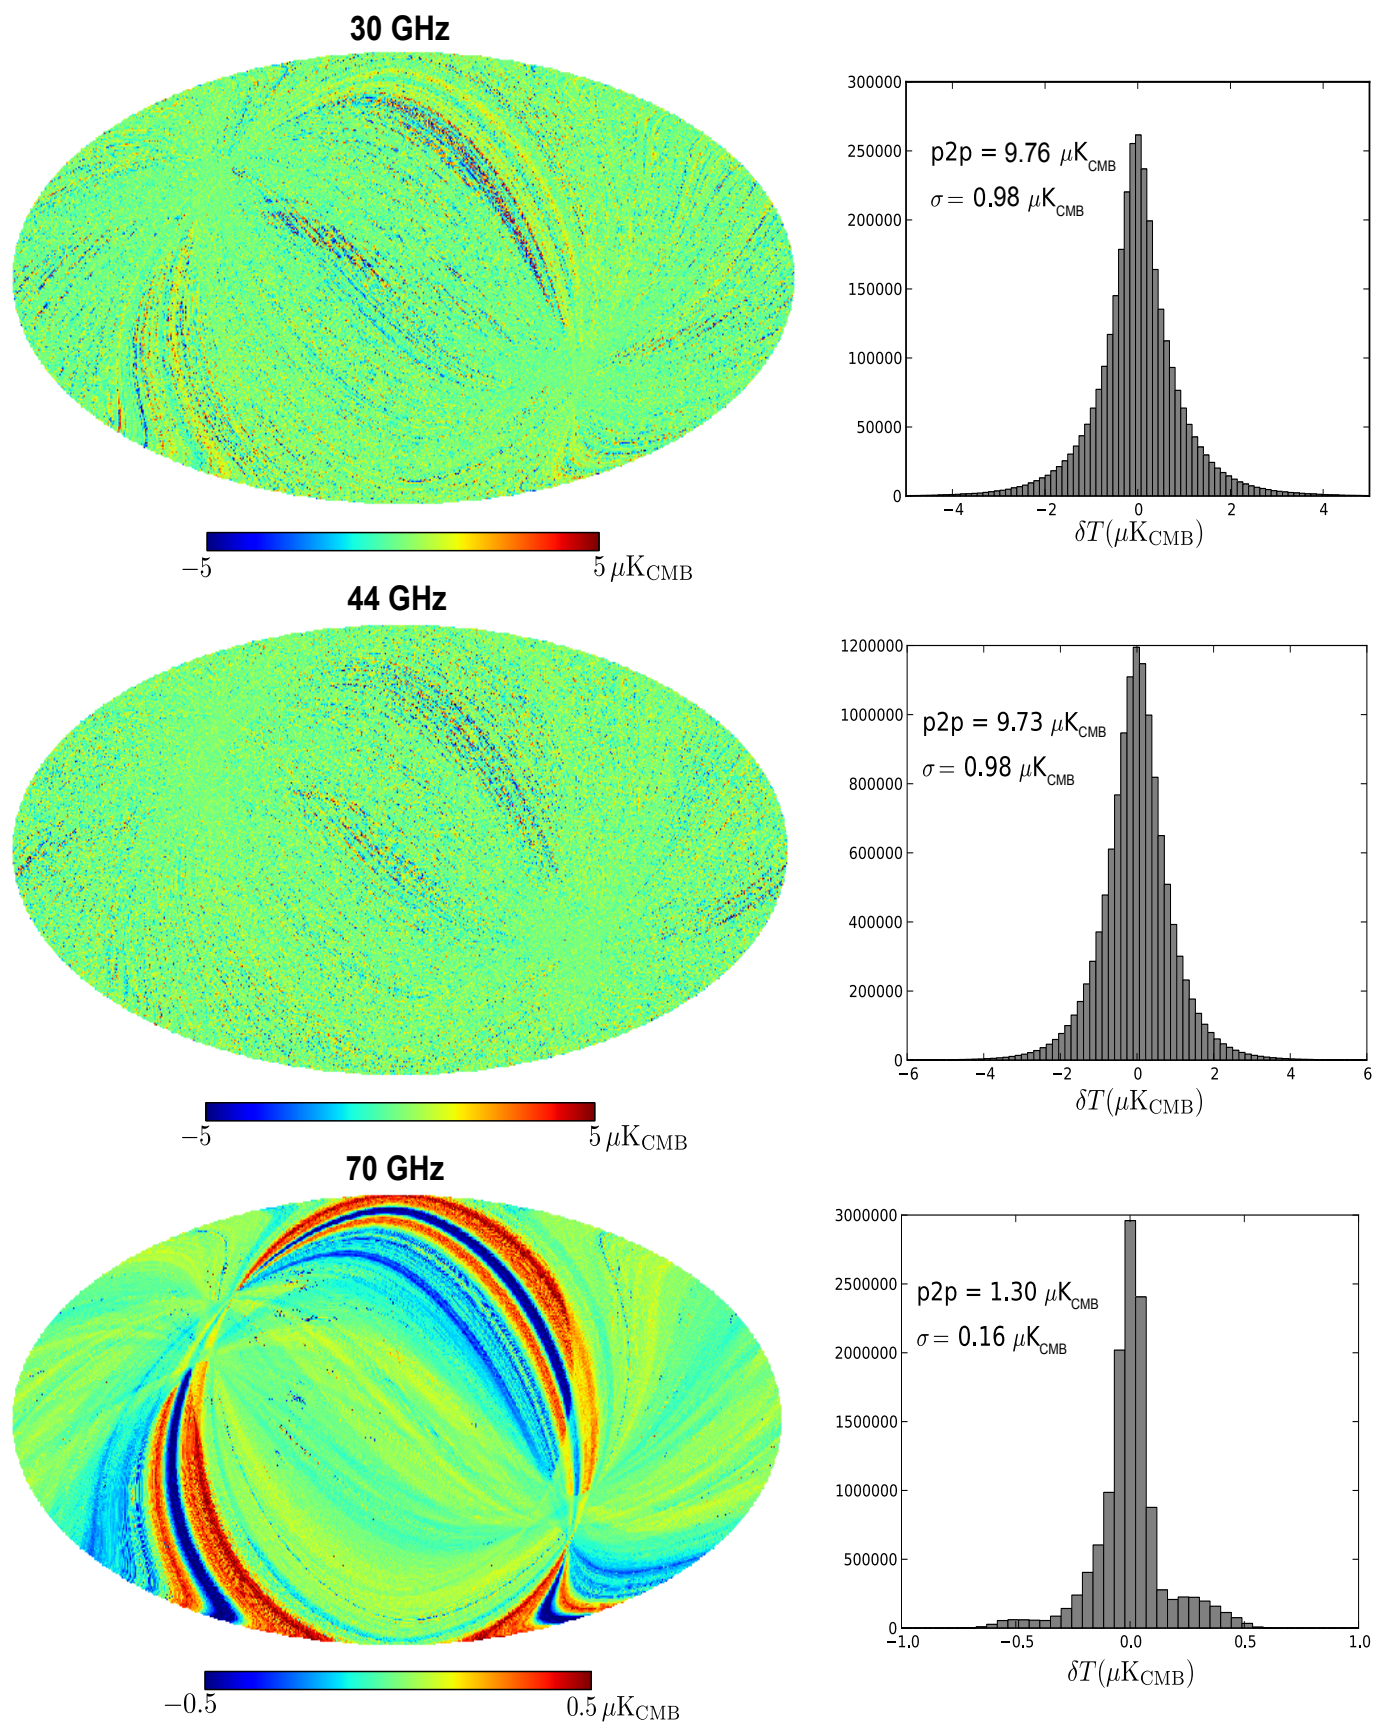 30 GHz
300000
250000
200000
150000
100000
50000
0
p2p = 9.76 μK_CMB
σ = 0.98 μK_CMB
−4 −2 0 2 4
δT(μK_CMB)
−5 5 μK_CMB
44 GHz
1200000
1000000
800000
600000
400000
200000
0
p2p = 9.73 μK_CMB
σ = 0.98 μK_CMB
−6 −4 −2 0 2 4 6
δT(μK_CMB)
−5 5 μK_CMB
70 GHz
3000000
2500000
2000000
1500000
1000000
500000
0
p2p = 1.30 μK_CMB
σ = 0.16 μK_CMB
−1.0 −0.5 0.0 0.5 1.0
δT(μK_CMB)
−0.5 0.5 μK_CMB